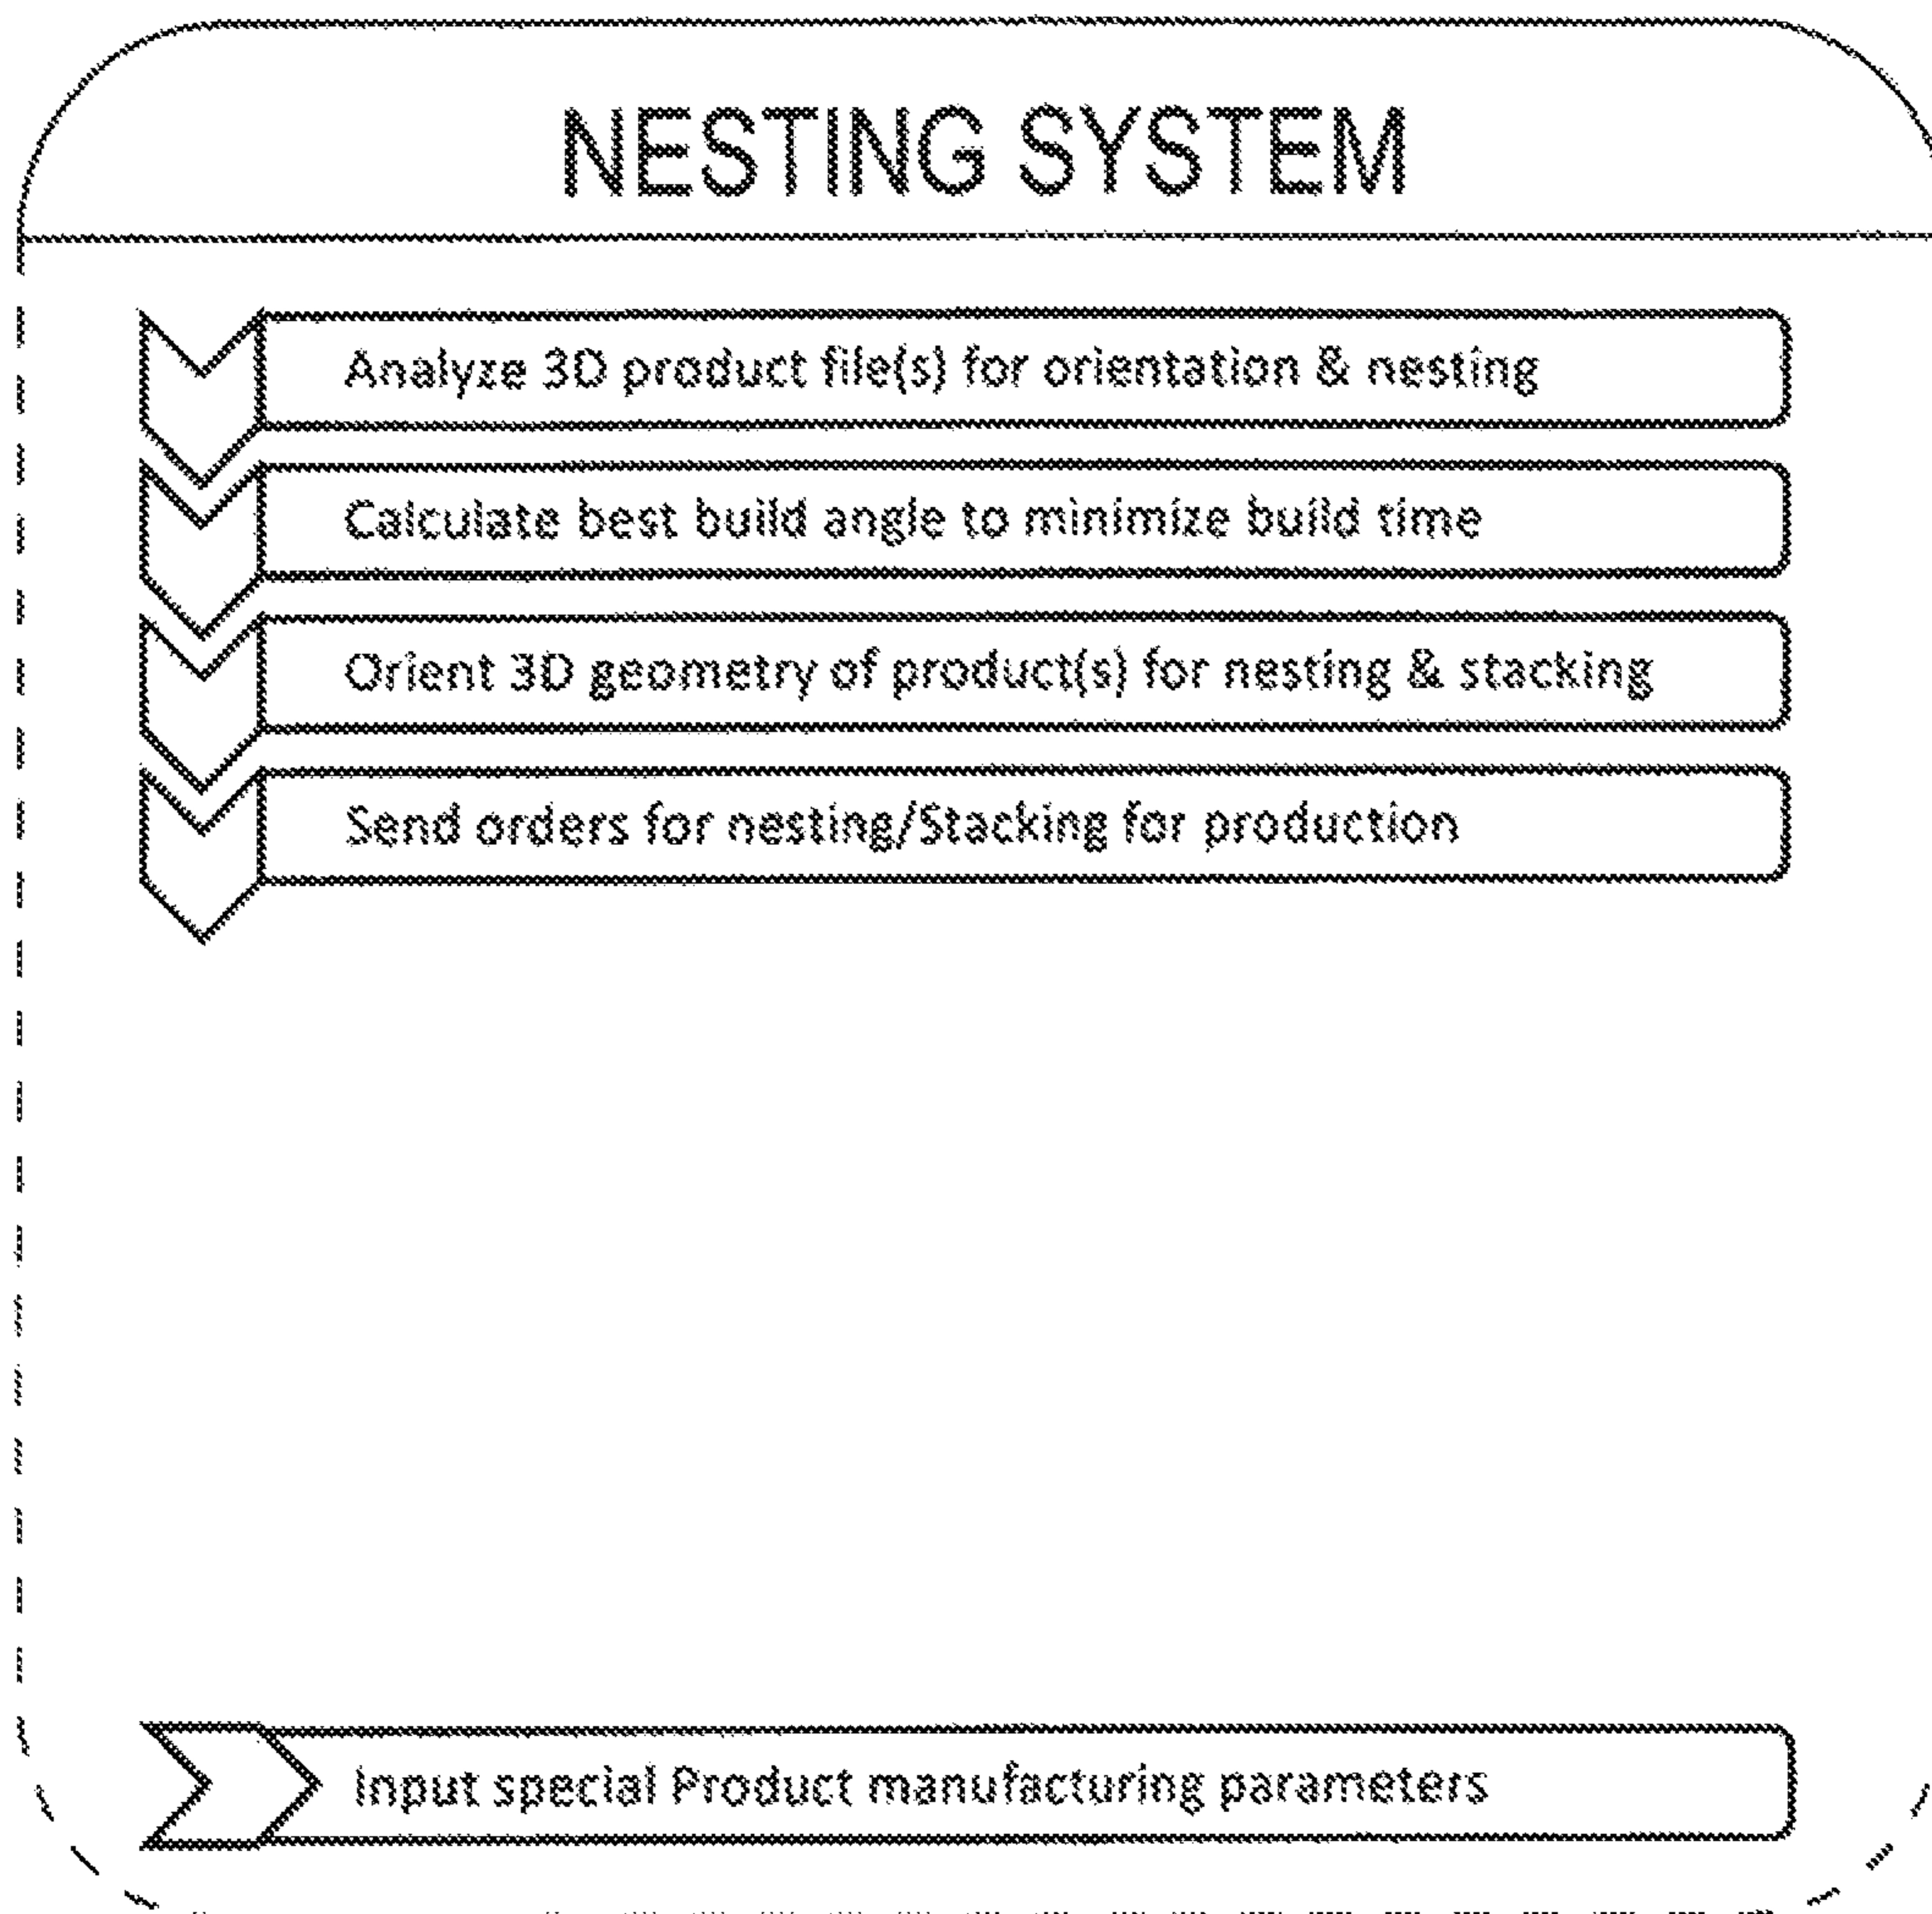 NESTING SYSTEM
Analyze 3D product file(s) for orientation & nesting
Calculate best build angle to minimize build time
Orient 3D geometry of product(s) for nesting & stacking
Send orders for nesting/Stacking for production
Input special Product manufacturing parameters